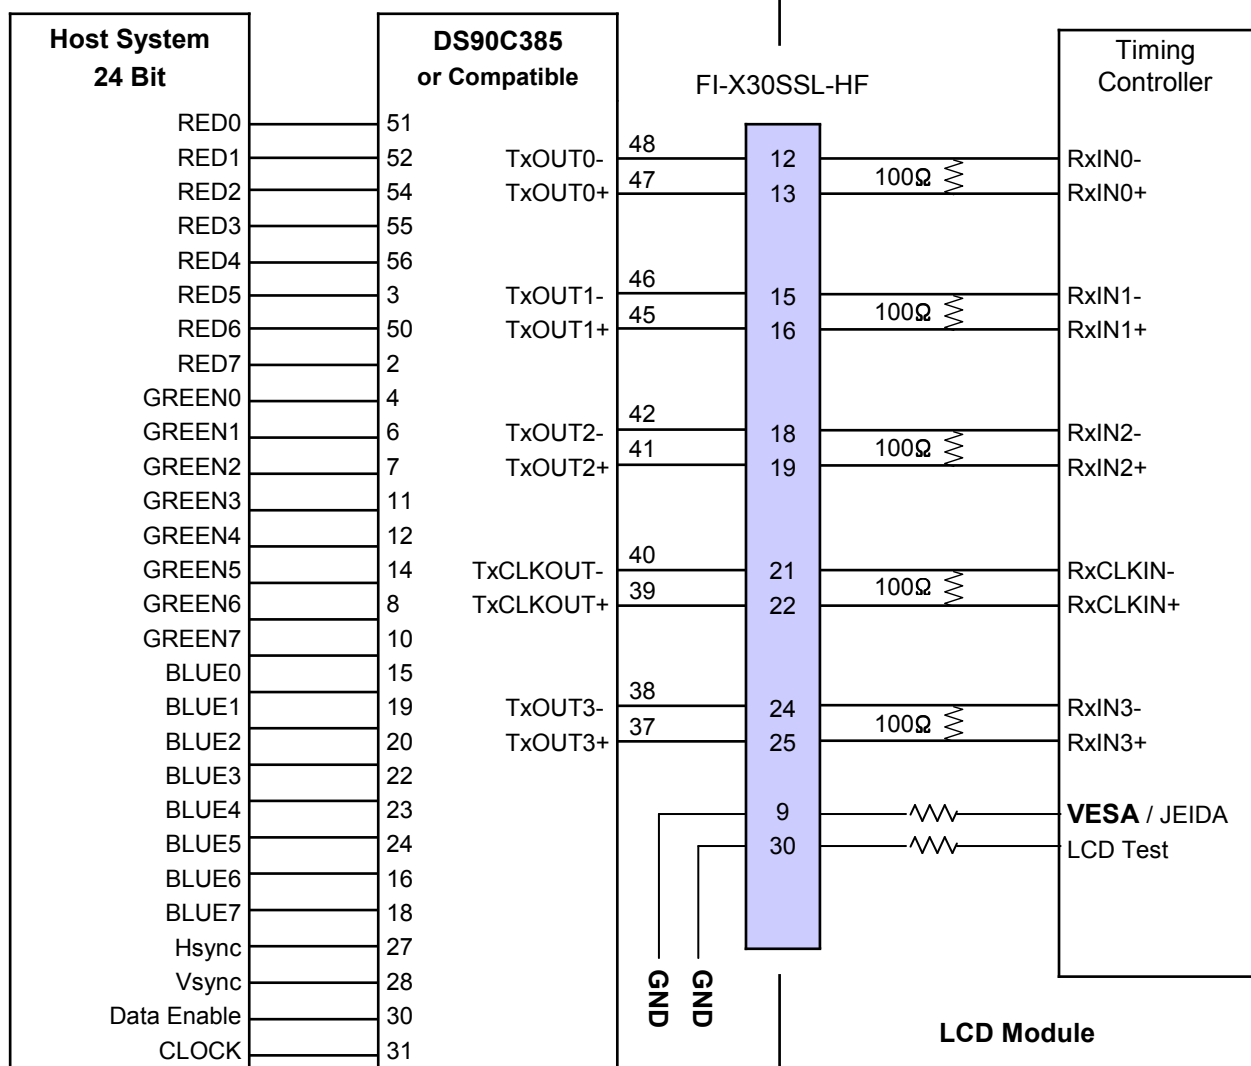 Host System
24 Bit
RED0
RED1
RED2
RED3
RED4
RED5
RED6
RED7
GREEN0
GREEN1
GREEN2
GREEN3
GREEN4
GREEN5
GREEN6
GREEN7
BLUE0
BLUE1
BLUE2
BLUE3
BLUE4
BLUE5
BLUE6
BLUE7
Hsync
Vsync
Data Enable
CLOCK
DS90C385
or Compatible
51
52
54
55
56
3
50
2
4
6
7
11
12
14
8
10
15
19
20
22
23
24
16
18
27
28
30
31
TxOUT0-
TxOUT0+
TxOUT1-
TxOUT1+
TxOUT2-
TxOUT2+
TxCLKOUT-
TxCLKOUT+
TxOUT3-
TxOUT3+
48
47
46
45
42
41
40
39
38
37
GND
GND
FI-X30SSL-HF
12
13
15
16
18
19
21
22
24
25
9
30
100Ω
100Ω
100Ω
100Ω
100Ω
Timing
Controller
RxIN0-
RxIN0+
RxIN1-
RxIN1+
RxIN2-
RxIN2+
RxCLKIN-
RxCLKIN+
RxIN3-
RxIN3+
VESA / JEIDA
LCD Test
LCD Module